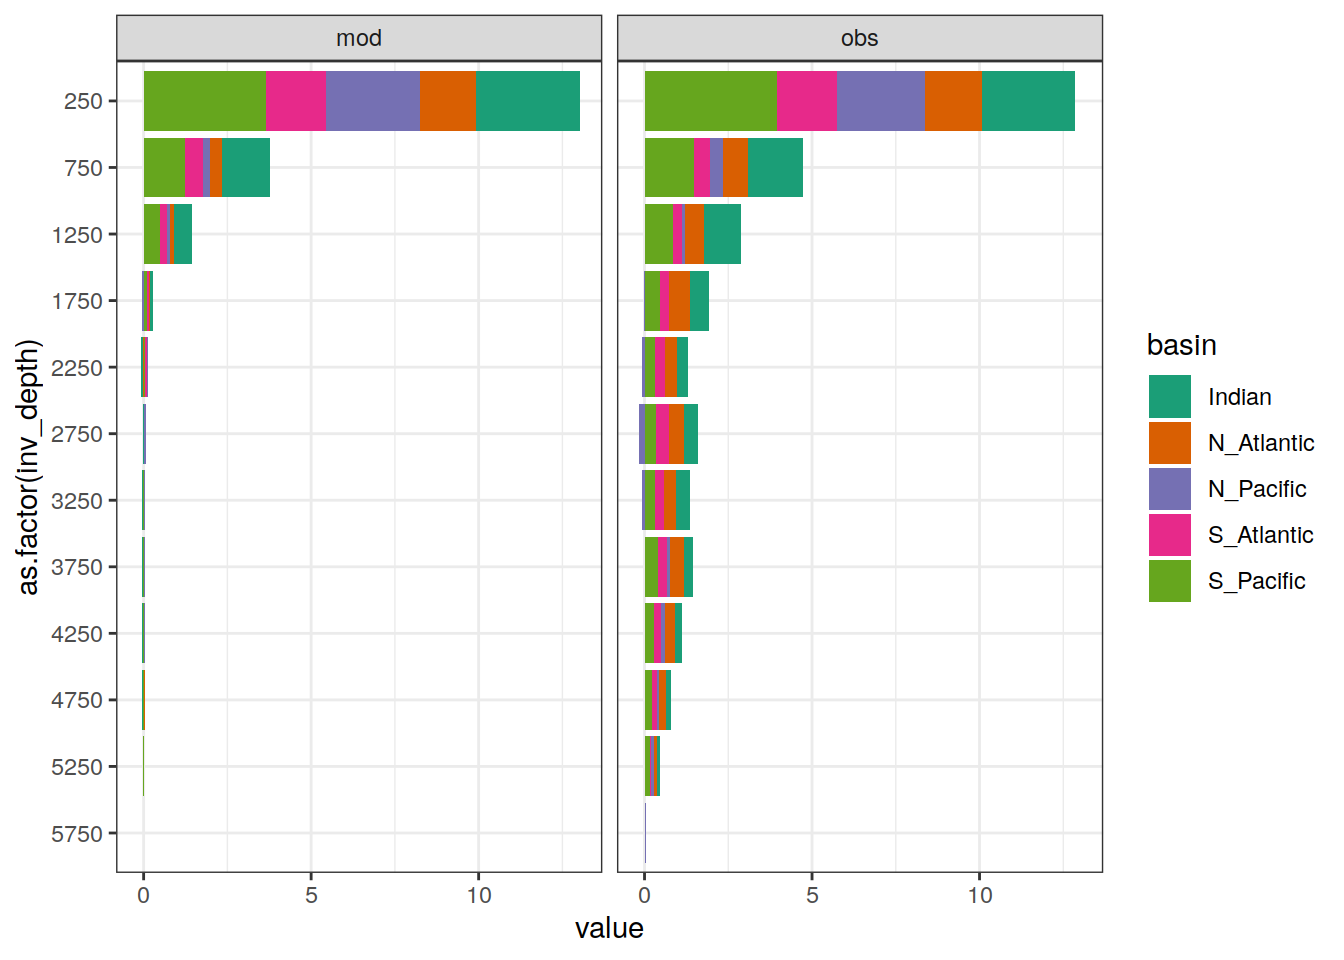 mod
obs
250
750
1250
1750
2250
2750
3250
3750
4250
4750
5250
5750
as.factor(inv_depth)
0
5
10
0
5
10
value
basin
Indian
N_Atlantic
N_Pacific
S_Atlantic
S_Pacific